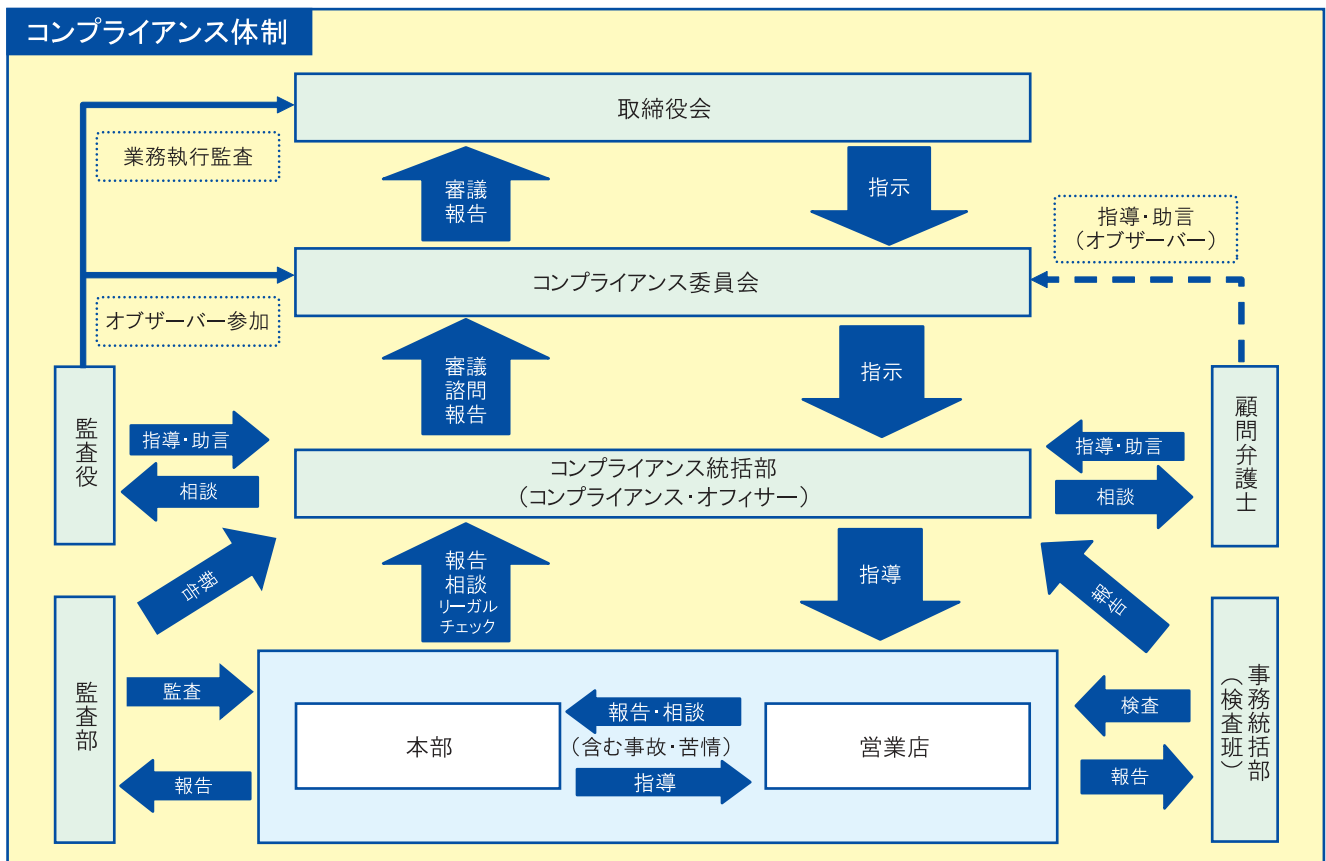 コンプライアンス体制
取締役会
業務執行監査
審議
報告
指示
指導・助言
（オブザーバー）
コンプライアンス委員会
オブザーバー参加
審議
諮問
報告
指示
監査役
指導・助言
相談
コンプライアンス統括部
（コンプライアンス・オフィサー）
指導・助言
相談
顧問弁護士
報告
報告
相談
リーガル
チェック
指導
報告
監査部
監査
報告
本部
報告・相談
（含む事故・苦情）
指導
営業店
検査
報告
事務統括部
（検査班）